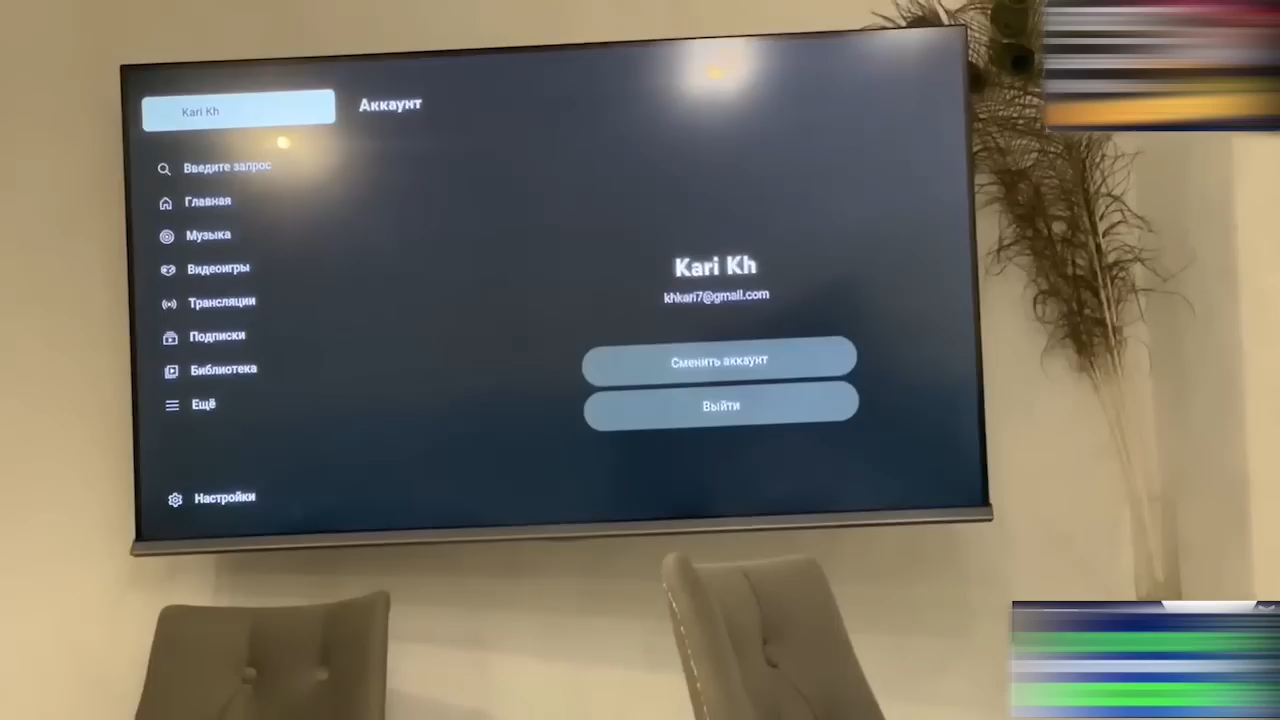 Kari Kh
Аккаунт
Введите запрос
Главная
Музыка
Видеоигры
Трансляции
Подписки
Библиотека
Ещё
Настройки
Kari Kh
khkari7@gmail.com
Сменить аккаунт
Выйти